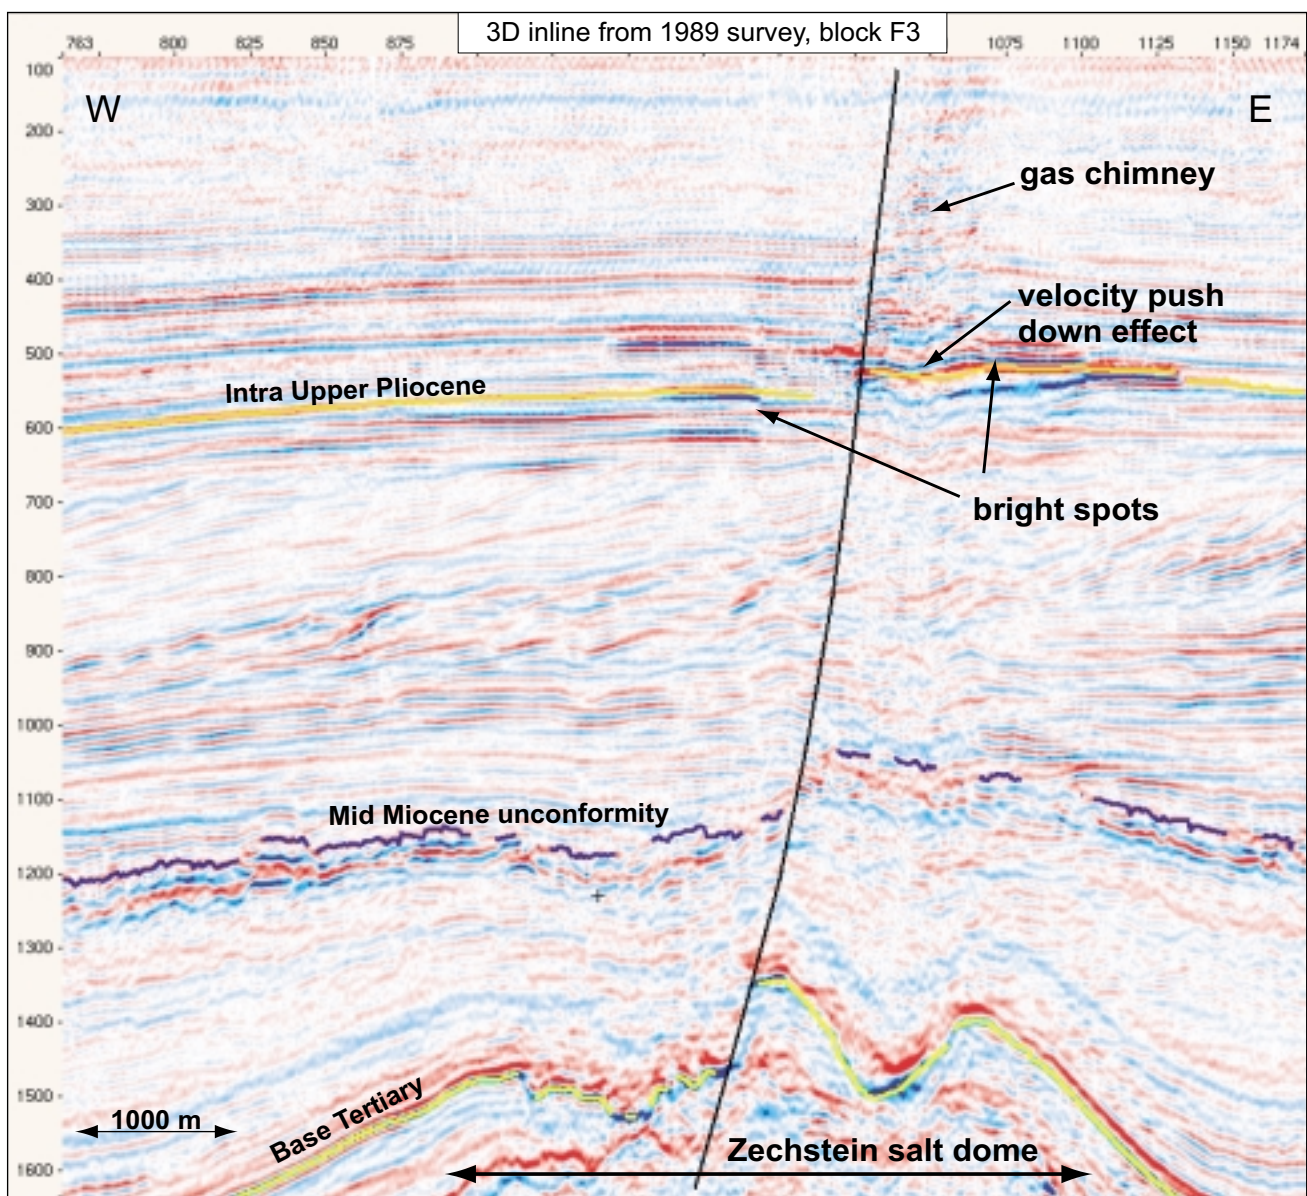 3D inline from 1989 survey, block F3
763 800 825 850 875 1075 1100 1125 1150 1174
100
W
E
200
gas chimney
300
400
velocity push
down effect
500
Intra Upper Pliocene
600
bright spots
700
800
900
1000
1100
Mid Miocene unconformity
1200
1300
1400
1500
Base Tertiary
1000 m
Zechstein salt dome
1600